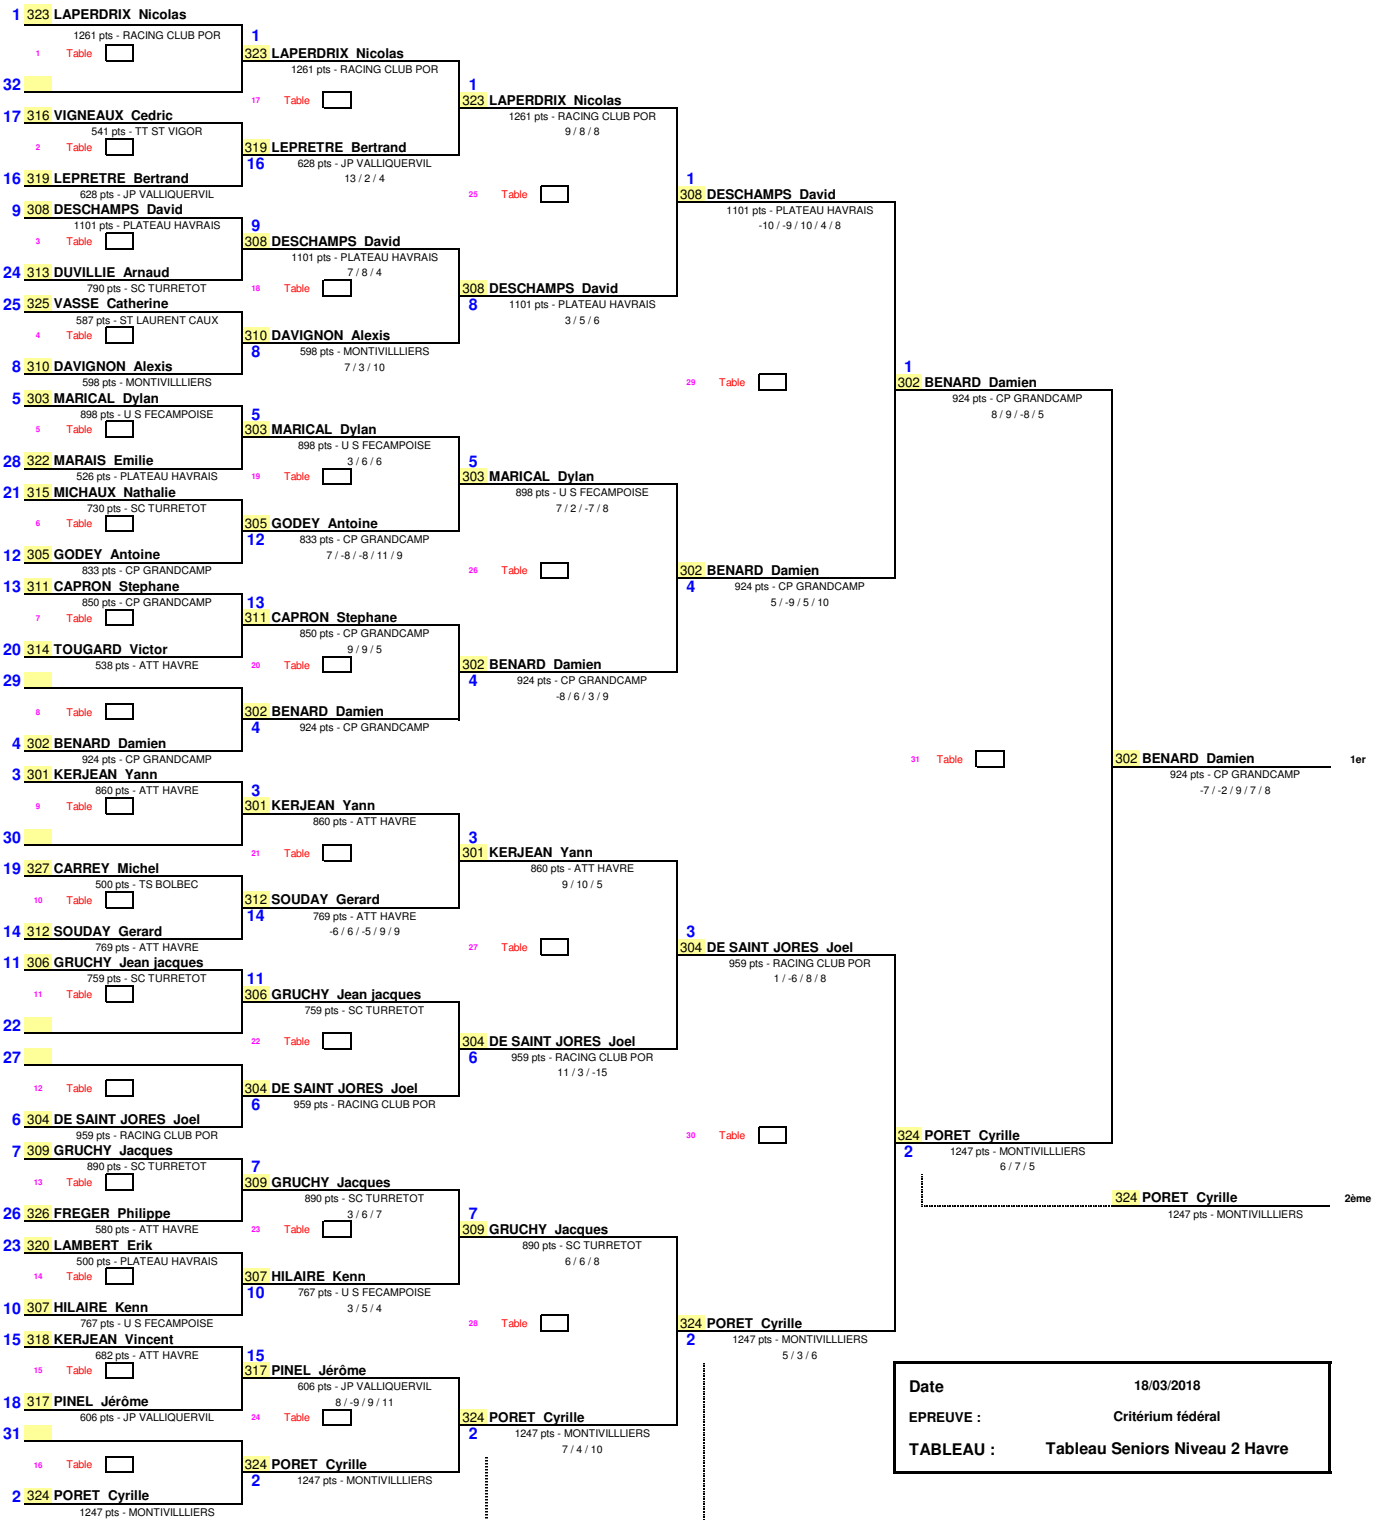 1 323 LAPERDRIX Nicolas
1261 pts - RACING CLUB POR
1 Table
32
17 316 VIGNEAUX Cedric
541 pts - TT ST VIGOR
2 Table
16 319 LEPRETRE Bertrand
628 pts - JP VALLIQUERVIL
9 308 DESCHAMPS David
1101 pts - PLATEAU HAVRAIS
3 Table
24 313 DUVILLIE Arnaud
790 pts - SC TURRETOT
25 325 VASSE Catherine
587 pts - ST LAURENT CAUX
4 Table
8 310 DAVIGNON Alexis
598 pts - MONTIVILLLIERS
5 303 MARICAL Dylan
898 pts - U S FECAMPOISE
5 Table
28 322 MARAIS Emilie
526 pts - PLATEAU HAVRAIS
21 315 MICHAUX Nathalie
730 pts - SC TURRETOT
6 Table
12 305 GODEY Antoine
833 pts - CP GRANDCAMP
13 311 CAPRON Stephane
850 pts - CP GRANDCAMP
7 Table
20 314 TOUGARD Victor
538 pts - ATT HAVRE
29
8 Table
4 302 BENARD Damien
924 pts - CP GRANDCAMP
3 301 KERJEAN Yann
860 pts - ATT HAVRE
9 Table
30
19 327 CARREY Michel
500 pts - TS BOLBEC
10 Table
14 312 SOUDAY Gerard
769 pts - ATT HAVRE
11 306 GRUCHY Jean jacques
759 pts - SC TURRETOT
11 Table
22
27
12 Table
6 304 DE SAINT JORES Joel
959 pts - RACING CLUB POR
7 309 GRUCHY Jacques
890 pts - SC TURRETOT
13 Table
26 326 FREGER Philippe
580 pts - ATT HAVRE
23 320 LAMBERT Erik
500 pts - PLATEAU HAVRAIS
14 Table
10 307 HILAIRE Kenn
767 pts - U S FECAMPOISE
15 318 KERJEAN Vincent
682 pts - ATT HAVRE
15 Table
18 317 PINEL Jérôme
606 pts - JP VALLIQUERVIL
31
16 Table
2 324 PORET Cyrille
1247 pts - MONTIVILLLIERS
1
323 LAPERDRIX Nicolas
1261 pts - RACING CLUB POR
17 Table
319 LEPRETRE Bertrand
16 628 pts - JP VALLIQUERVIL
13 / 2 / 4
9
308 DESCHAMPS David
1101 pts - PLATEAU HAVRAIS
7 / 8 / 4
18 Table
310 DAVIGNON Alexis
8 598 pts - MONTIVILLLIERS
7 / 3 / 10
5
303 MARICAL Dylan
898 pts - U S FECAMPOISE
3 / 6 / 6
19 Table
305 GODEY Antoine
12 833 pts - CP GRANDCAMP
7 / -8 / -8 / 11 / 9
13
311 CAPRON Stephane
850 pts - CP GRANDCAMP
9 / 9 / 5
20 Table
302 BENARD Damien
4 924 pts - CP GRANDCAMP
3
301 KERJEAN Yann
860 pts - ATT HAVRE
21 Table
312 SOUDAY Gerard
14 769 pts - ATT HAVRE
-6 / 6 / -5 / 9 / 9
11
306 GRUCHY Jean jacques
759 pts - SC TURRETOT
22 Table
304 DE SAINT JORES Joel
6 959 pts - RACING CLUB POR
7
309 GRUCHY Jacques
890 pts - SC TURRETOT
3 / 6 / 7
23 Table
307 HILAIRE Kenn
10 767 pts - U S FECAMPOISE
3 / 5 / 4
15
317 PINEL Jérôme
606 pts - JP VALLIQUERVIL
8 / -9 / 9 / 11
24 Table
324 PORET Cyrille
2 1247 pts - MONTIVILLLIERS
1
323 LAPERDRIX Nicolas
1261 pts - RACING CLUB POR
9 / 8 / 8
25 Table
308 DESCHAMPS David
8 1101 pts - PLATEAU HAVRAIS
3 / 5 / 6
5
303 MARICAL Dylan
898 pts - U S FECAMPOISE
7 / 2 / -7 / 8
26 Table
302 BENARD Damien
4 924 pts - CP GRANDCAMP
-8 / 6 / 3 / 9
3
301 KERJEAN Yann
860 pts - ATT HAVRE
9 / 10 / 5
27 Table
304 DE SAINT JORES Joel
6 959 pts - RACING CLUB POR
11 / 3 / -15
7
309 GRUCHY Jacques
890 pts - SC TURRETOT
6 / 6 / 8
28 Table
324 PORET Cyrille
2 1247 pts - MONTIVILLLIERS
7 / 4 / 10
1
308 DESCHAMPS David
1101 pts - PLATEAU HAVRAIS
-10 / -9 / 10 / 4 / 8
29 Table
302 BENARD Damien
4 924 pts - CP GRANDCAMP
5 / -9 / 5 / 10
3
304 DE SAINT JORES Joel
959 pts - RACING CLUB POR
1 / -6 / 8 / 8
30 Table
324 PORET Cyrille
2 1247 pts - MONTIVILLLIERS
5 / 3 / 6
1
302 BENARD Damien
924 pts - CP GRANDCAMP
8 / 9 / -8 / 5
31 Table
324 PORET Cyrille
2 1247 pts - MONTIVILLLIERS
6 / 7 / 5
302 BENARD Damien 1er
924 pts - CP GRANDCAMP
-7 / -2 / 9 / 7 / 8
324 PORET Cyrille 2ème
1247 pts - MONTIVILLLIERS
Date 18/03/2018
EPREUVE : Critérium fédéral
TABLEAU : Tableau Seniors Niveau 2 Havre